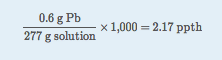 0.6 g Pb
277 g solution
× 1,000 = 2.17 ppth